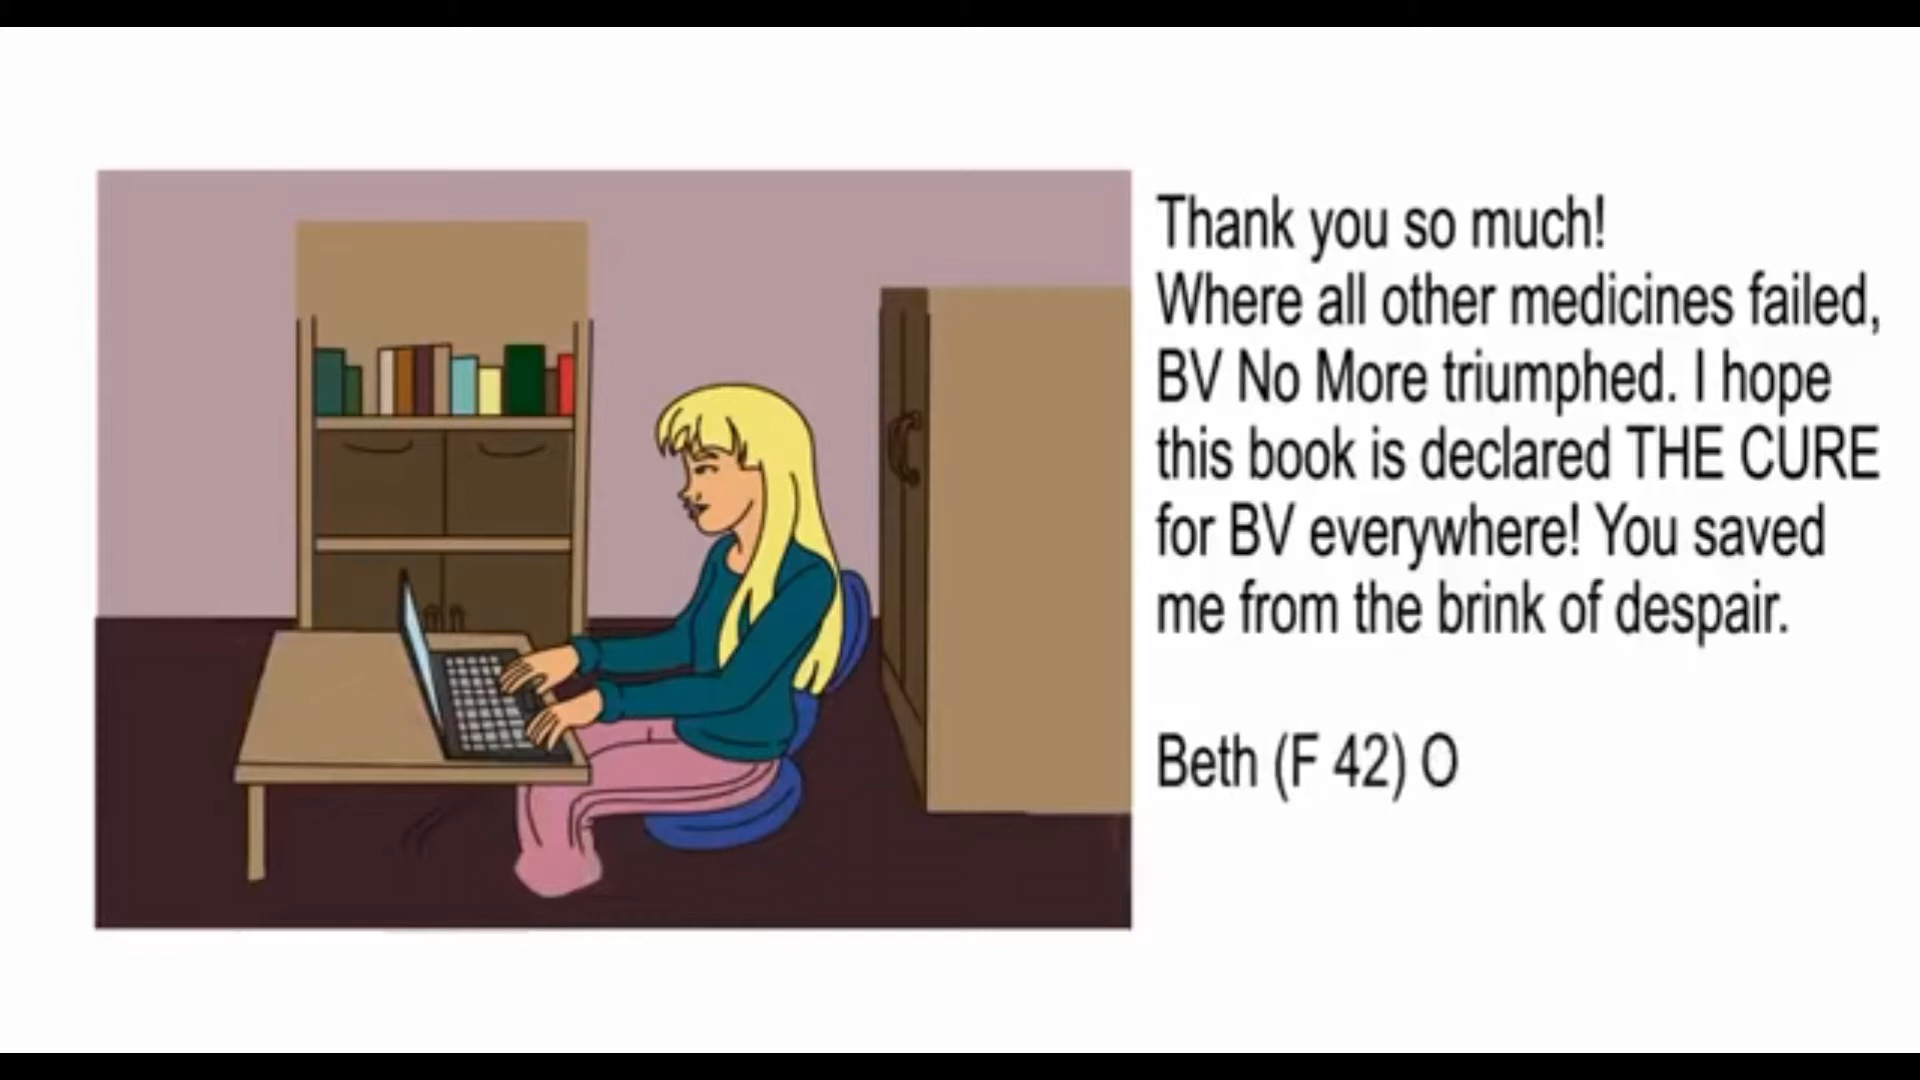 Thank you so much!
Where all other medicines failed,
BV No More triumphed. I hope
this book is declared THE CURE
for BV everywhere! You saved
me from the brink of despair.
Beth (F 42) O